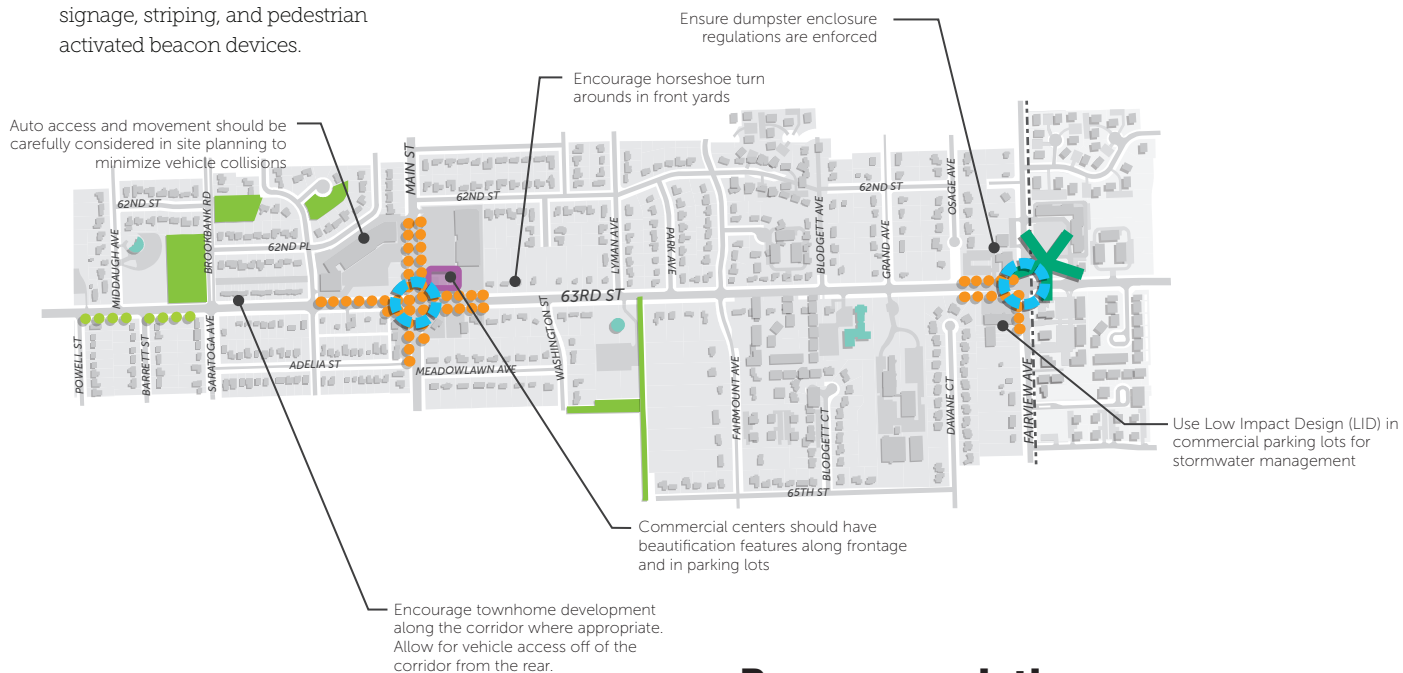 signage, striping, and pedestrian
activated beacon devices.
Ensure dumpster enclosure
regulations are enforced
Encourage horseshoe turn
arounds in front yards
Auto access and movement should be
carefully considered in site planning to
minimize vehicle collisions
MAIN ST
62ND ST
62ND ST
62ND ST
OSAGE AVE
MIDDAUGH AVE
BROOKBANK RD
62ND PL
LYMAN AVE
PARK AVE
BLODGETT AVE
GRAND AVE
63RD ST
POWELL ST
BARRETT ST
SARATOGA AVE
ADELIA ST
MEADOWLAWN AVE
WASHINGTON ST
FAIRMOUNT AVE
BLODGETT CT
DAVANE CT
FAIRVIEW AVE
65TH ST
Use Low Impact Design (LID) in
commercial parking lots for
stormwater management
Commercial centers should have
beautification features along frontage
and in parking lots
Encourage townhome development
along the corridor where appropriate.
Allow for vehicle access off of the
corridor from the rear.